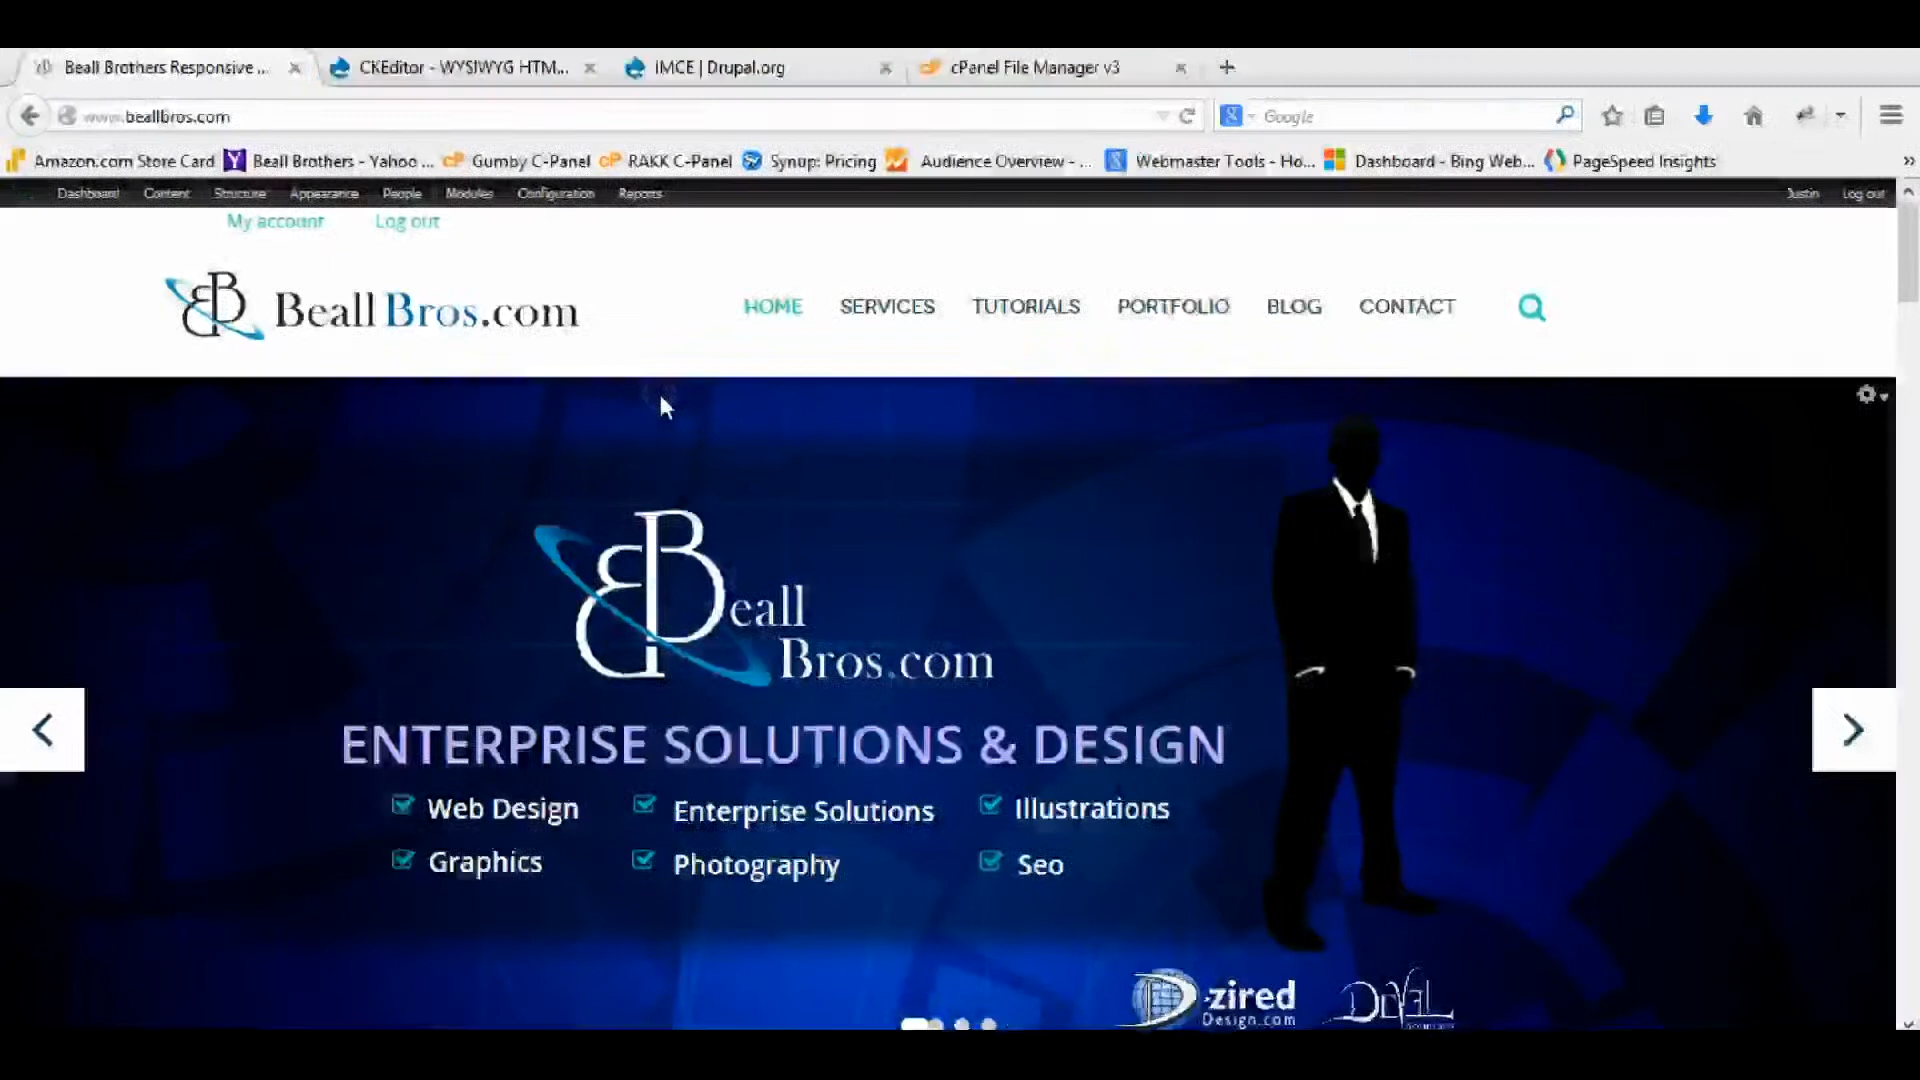 Beall Brothers Responsive ...
CKEditor - WYSIWYG HTM...
IMCE | Drupal.org
cPanel File Manager v3
www.beallbros.com
Google
Amazon.com Store Card
Beall Brothers - Yahoo ...
Gumby C-Panel
RAKK C-Panel
Synup: Pricing
Audience Overview - ...
Webmaster Tools - Ho...
Dashboard - Bing Web...
PageSpeed Insights
Dashboard Content Structure Appearance People Modules Configuration Reports
Justin Log out
My account Log out
Beall Bros.com
HOME SERVICES TUTORIALS PORTFOLIO BLOG CONTACT
Beall
Bros.com
ENTERPRISE SOLUTIONS & DESIGN
Web Design Enterprise Solutions Illustrations
Graphics Photography Seo
D-zired
Design.com